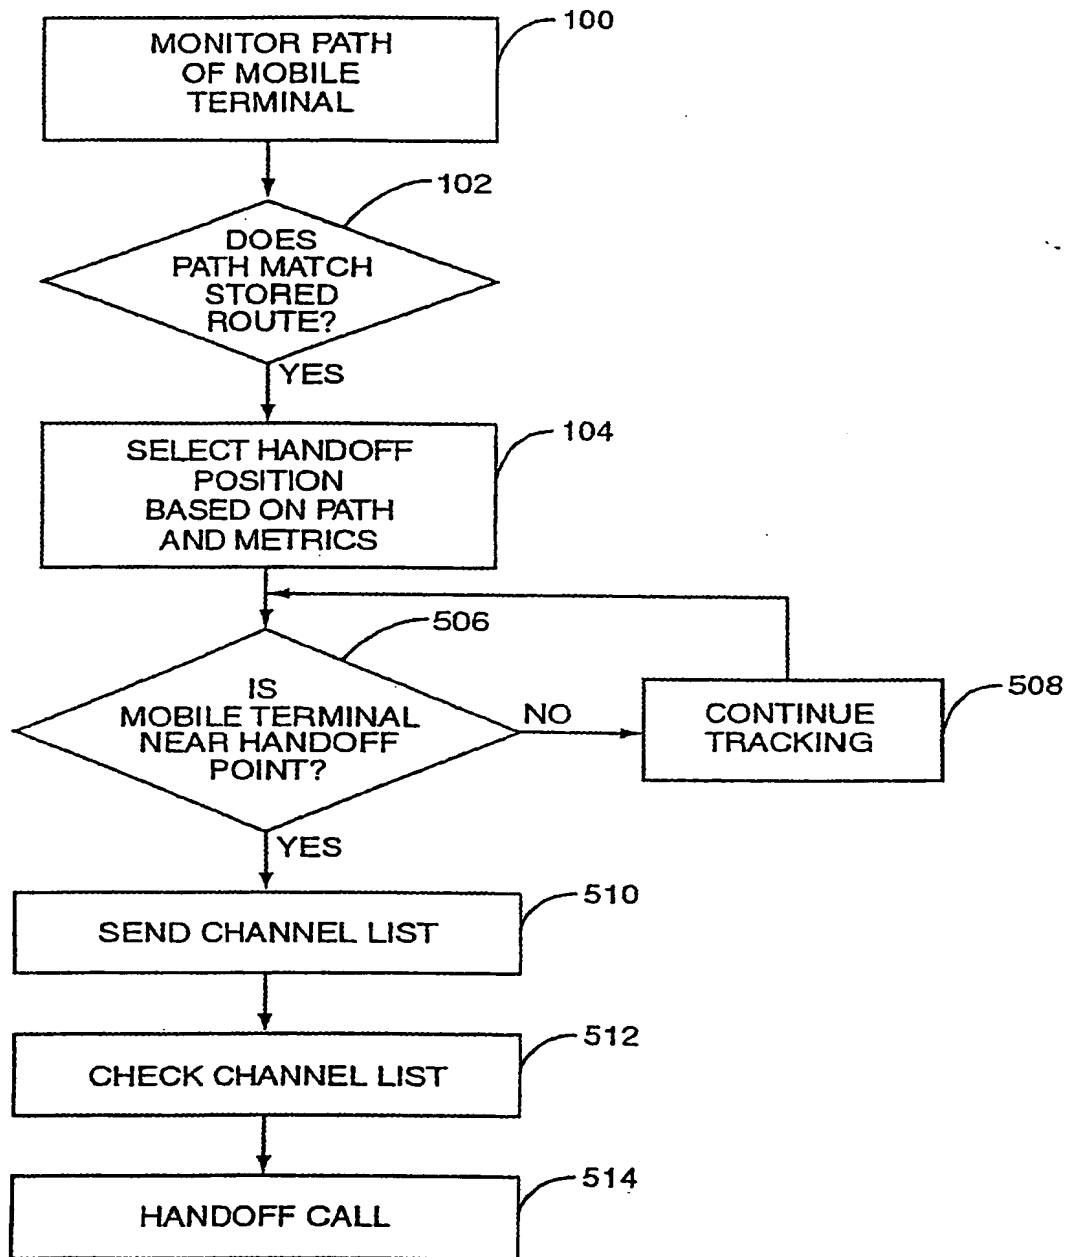 MONITOR PATH
OF MOBILE
TERMINAL
100
DOES
PATH MATCH
STORED
ROUTE?
102
YES
SELECT HANDOFF
POSITION
BASED ON PATH
AND METRICS
104
IS
MOBILE TERMINAL
NEAR HANDOFF
POINT?
506
NO
CONTINUE
TRACKING
508
YES
SEND CHANNEL LIST
510
CHECK CHANNEL LIST
512
HANDOFF CALL
514